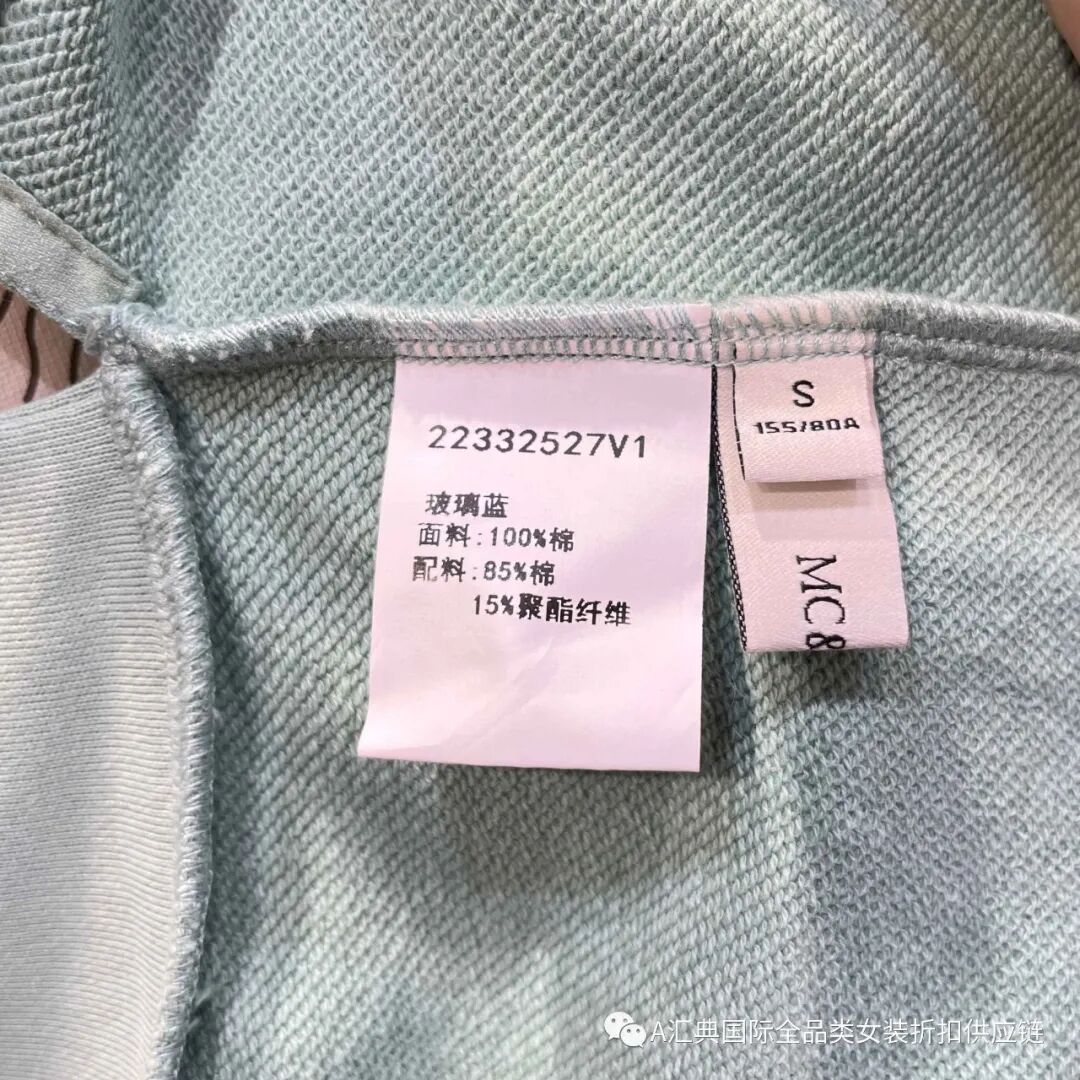 22332527V1
玻璃蓝
面料:100%棉
配料:85%棉
15%聚酯纤维
S
155/80A
MC&
A汇典国际全品类女装折扣供应链